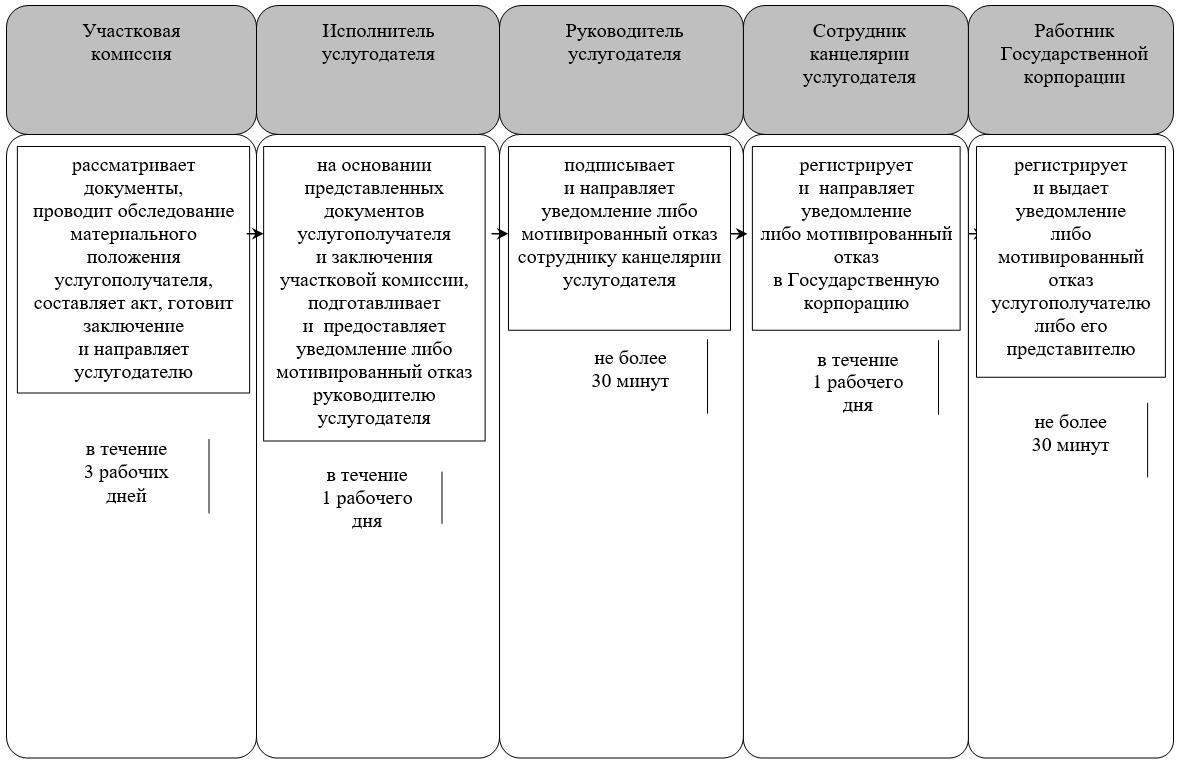 Участковая
комиссия
Исполнитель
услугодателя
Руководитель
услугодателя
Сотрудник
канцелярии
услугодателя
Работник
Государственной
корпорации
рассматривает
документы,
проводит обследование
материального
положения
услугополучателя,
составляет акт, готовит
заключение
и направляет
услугодателю
в течение
3 рабочих
дней
на основании
представленных
документов
услугополучателя
и заключения
участковой комиссии,
подготавливает
и предоставляет
уведомление либо
мотивированный отказ
руководителю
услугодателя
в течение
1 рабочего
дня
подписывает
и направляет
уведомление либо
мотивированный отказ
сотруднику канцелярии
услугодателя
не более
30 минут
регистрирует
и направляет
уведомление
либо мотивированный
отказ
в Государственную
корпорацию
в течение
1 рабочего
дня
регистрирует
и выдает
уведомление
либо
мотивированный
отказ
услугополучателю
либо его
представителю
не более
30 минут